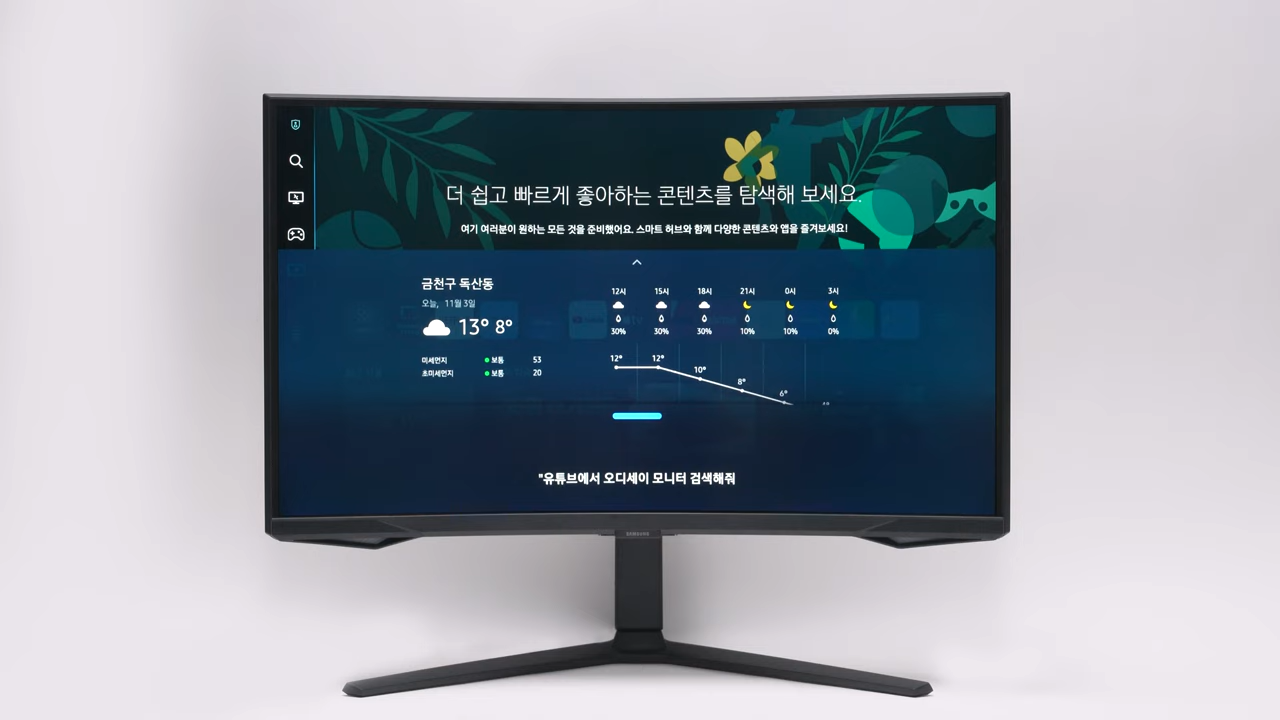 더 쉽고 빠르게 좋아하는 콘텐츠를 탐색해 보세요.
여기 여러분이 원하는 모든 것을 준비했어요. 스마트 허브와 함께 다양한 콘텐츠와 앱을 즐겨보세요!
금천구 독산동
오늘, 11월 3일
13° 8°
미세먼지 보통 53
초미세먼지 보통 20
12시 15시 18시 21시 0시 3시
30% 30% 30% 10% 10% 0%
12° 12° 10° 8° 6°
"유튜브에서 오디세이 모니터 검색해줘
SAMSUNG